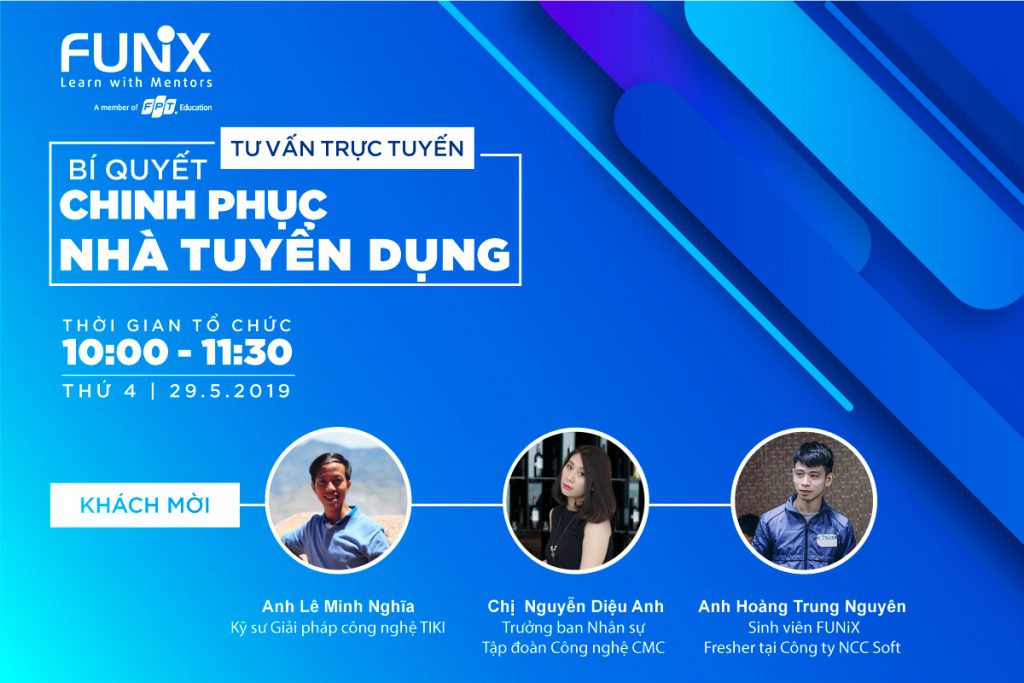 FUNiX
Learn with Mentors
A member of FPT Education
TƯ VẤN TRỰC TUYẾN
BÍ QUYẾT
CHINH PHỤC
NHÀ TUYỂN DỤNG
THỜI GIAN TỔ CHỨC
10:00 - 11:30
THỨ 4 | 29.5.2019
KHÁCH MỜI
Anh Lê Minh Nghĩa
Kỹ sư Giải pháp công nghệ TIKI
Chị Nguyễn Diệu Anh
Trưởng ban Nhân sự
Tập đoàn Công nghệ CMC
Anh Hoàng Trung Nguyên
Sinh viên FUNiX
Fresher tại Công ty NCC Soft